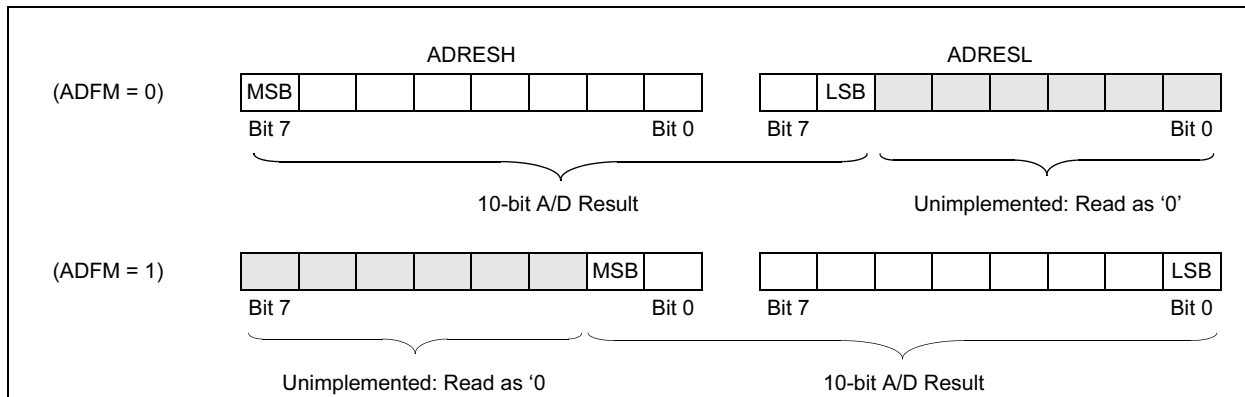 ADRESH ADRESL
(ADFM = 0) MSB LSB
Bit 7 Bit 0 Bit 7 Bit 0
10-bit A/D Result Unimplemented: Read as ‘0’
(ADFM = 1) MSB LSB
Bit 7 Bit 0 Bit 7 Bit 0
Unimplemented: Read as ‘0 10-bit A/D Result